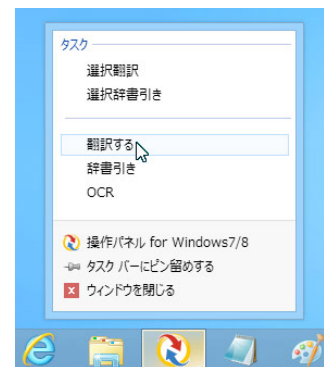 タスク
選択翻訳
選択辞書引き
翻訳する
辞書引き
OCR
操作パネル for Windows7/8
タスク バーにピン留めする
ウィンドウを閉じる